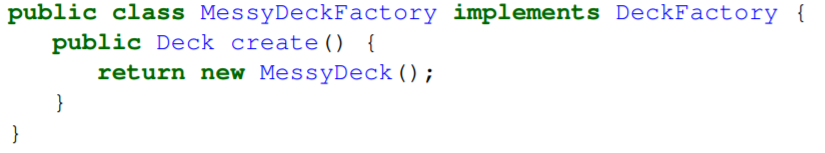 public class MessyDeckFactory implements DeckFactory {
   public Deck create() {
      return new MessyDeck();
   }
}